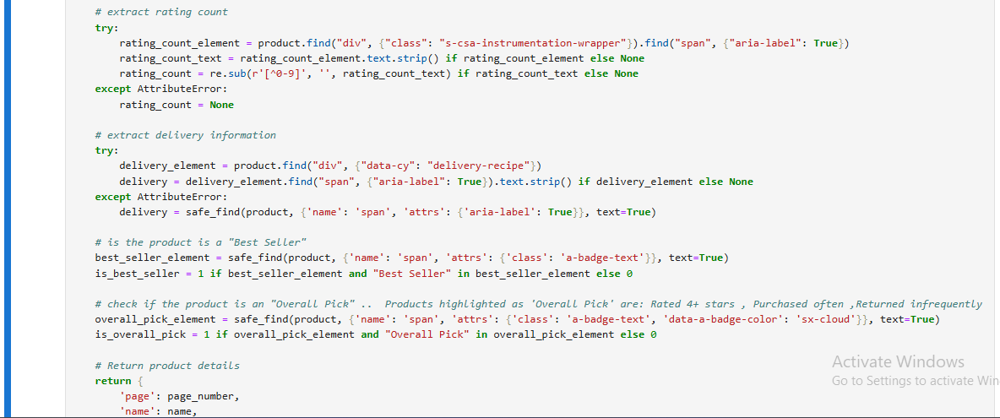 # extract rating count
try:
    rating_count_element = product.find("div", {"class": "s-csa-instrumentation-wrapper"}).find("span", {"aria-label": True})
    rating_count_text = rating_count_element.text.strip() if rating_count_element else None
    rating_count = re.sub(r'[^0-9]', '', rating_count_text) if rating_count_text else None
except AttributeError:
    rating_count = None

# extract delivery information
try:
    delivery_element = product.find("div", {"data-cy": "delivery-recipe"})
    delivery = delivery_element.find("span", {"aria-label": True}).text.strip() if delivery_element else None
except AttributeError:
    delivery = safe_find(product, {'name': 'span', 'attrs': {'aria-label': True}}, text=True)

# is the product is a "Best Seller"
best_seller_element = safe_find(product, {'name': 'span', 'attrs': {'class': 'a-badge-text'}}, text=True)
is_best_seller = 1 if best_seller_element and "Best Seller" in best_seller_element else 0

# check if the product is an "Overall Pick" ..  Products highlighted as 'Overall Pick' are: Rated 4+ stars , Purchased often ,Returned infrequently
overall_pick_element = safe_find(product, {'name': 'span', 'attrs': {'class': 'a-badge-text', 'data-a-badge-color': 'sx-cloud'}}, text=True)
is_overall_pick = 1 if overall_pick_element and "Overall Pick" in overall_pick_element else 0

# Return product details
return {
    'page': page_number,
    'name': name,
Activate Windows
Go to Settings to activate Win